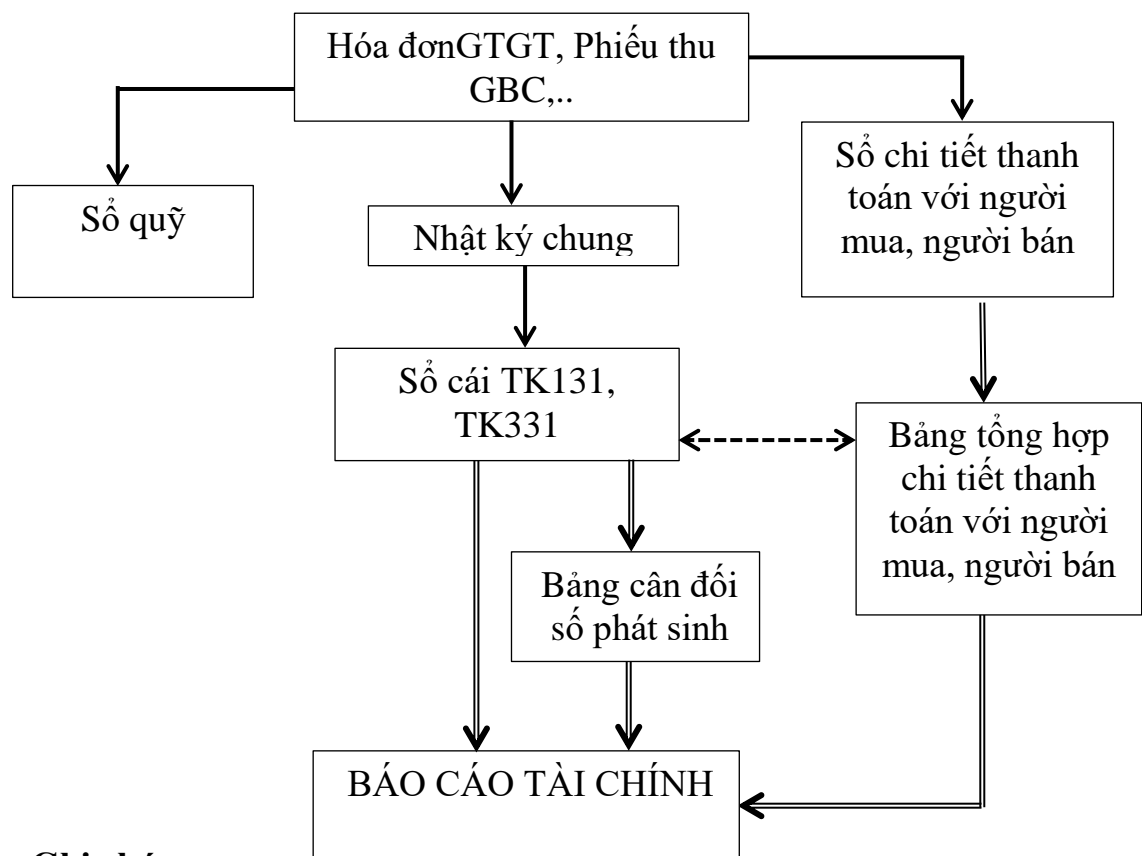 Hóa đơnGTGT, Phiếu thu
GBC,..
Sổ quỹ
Nhật ký chung
Sổ chi tiết thanh
toán với người
mua, người bán
Sổ cái TK131,
TK331
Bảng tổng hợp
chi tiết thanh
toán với người
mua, người bán
Bảng cân đối
số phát sinh
BÁO CÁO TÀI CHÍNH